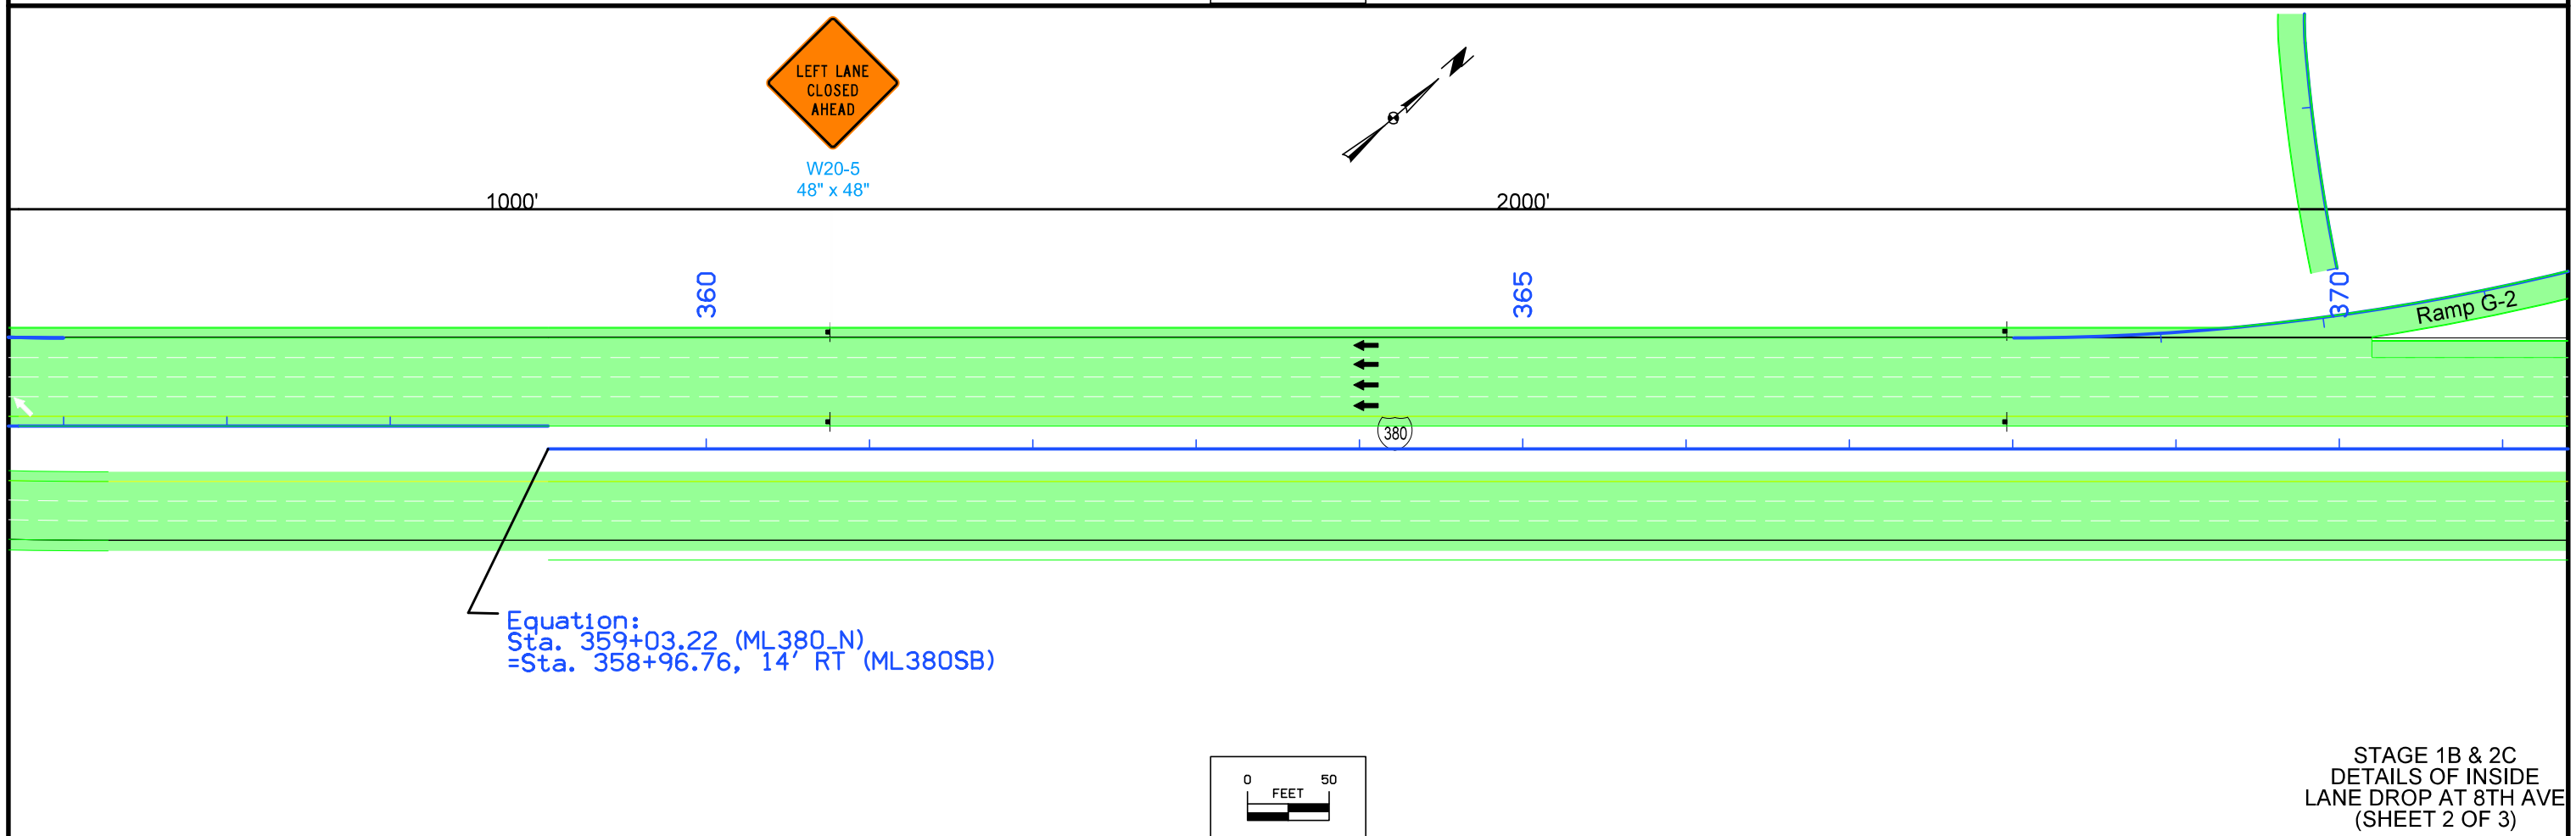 LEFT LANE
CLOSED
AHEAD
W20-5
48" x 48"
N
1000'
2000'
360
365
370
Ramp G-2
380
Equation:
Sta. 359+03.22 (ML380_N)
=Sta. 358+96.76, 14' RT (ML380SB)
0 50
FEET
STAGE 1B & 2C
DETAILS OF INSIDE
LANE DROP AT 8TH AVE
(SHEET 2 OF 3)